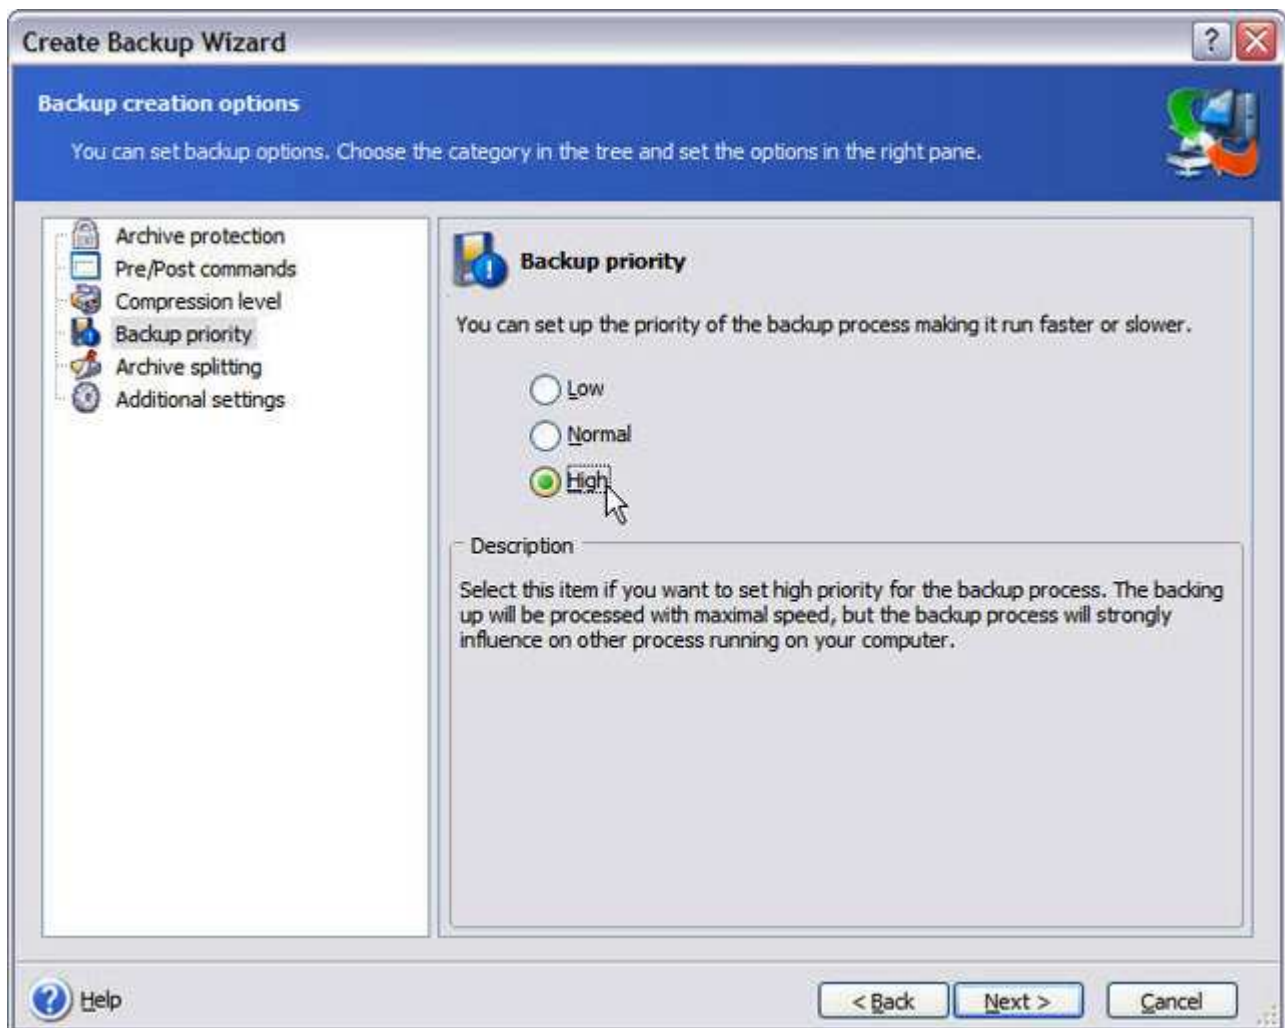 Create Backup Wizard
?
Backup creation options
You can set backup options. Choose the category in the tree and set the options in the right pane.
Archive protection
Pre/Post commands
Compression level
Backup priority
Archive splitting
Additional settings
Backup priority
You can set up the priority of the backup process making it run faster or slower.
Low
Normal
High
Description
Select this item if you want to set high priority for the backup process. The backing
up will be processed with maximal speed, but the backup process will strongly
influence on other process running on your computer.
? Help
< Back
Next >
Cancel